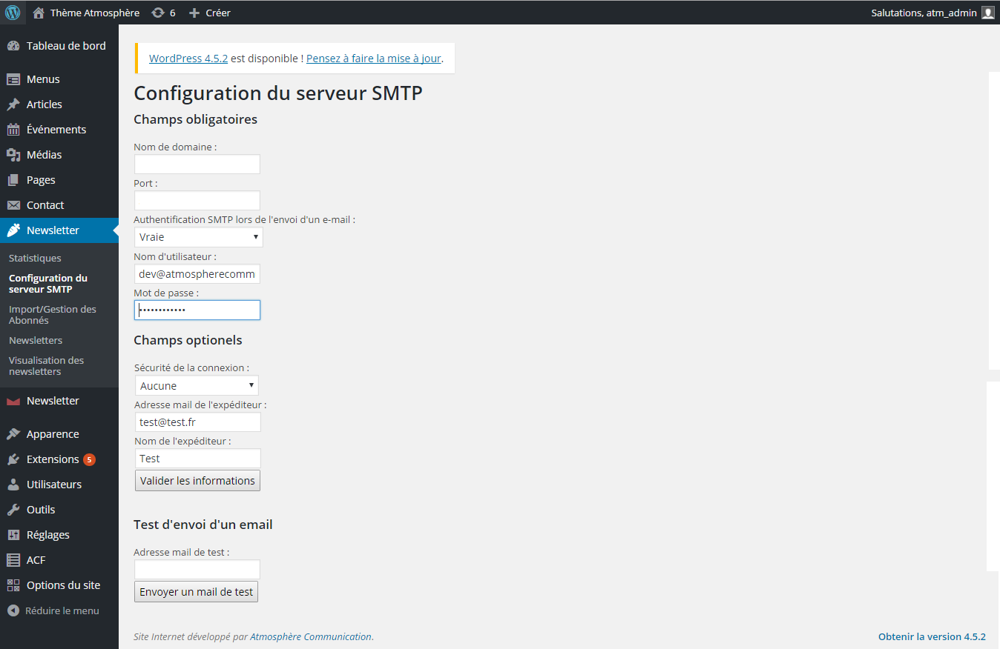 Thème Atmosphère
6
Créer
Salutations, atm_admin
Tableau de bord
Menus
Articles
Événements
Médias
Pages
Contact
Newsletter
Statistiques
Configuration du
serveur SMTP
Import/Gestion des
Abonnés
Newsletters
Visualisation des
newsletters
Newsletter
Apparence
Extensions 5
Utilisateurs
Outils
Réglages
ACF
Options du site
Réduire le menu
WordPress 4.5.2 est disponible ! Pensez à faire la mise à jour.
Configuration du serveur SMTP
Champs obligatoires
Nom de domaine :
Port :
Authentification SMTP lors de l'envoi d'un e-mail :
Vraie
Nom d'utilisateur :
dev@atmospherecomm
Mot de passe :
••••••••••••
Champs optionels
Sécurité de la connexion :
Aucune
Adresse mail de l'expéditeur :
test@test.fr
Nom de l'expéditeur :
Test
Valider les informations
Test d'envoi d'un email
Adresse mail de test :
Envoyer un mail de test
Site Internet développé par Atmosphère Communication.
Obtenir la version 4.5.2